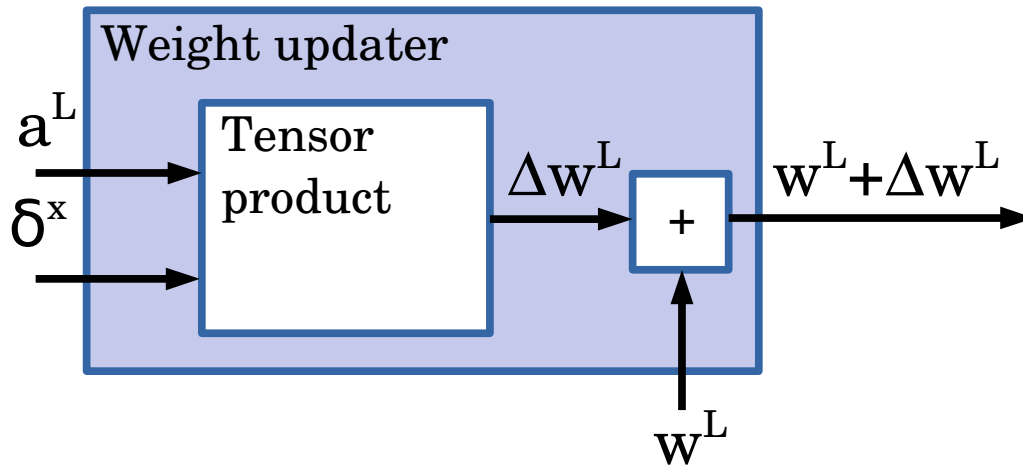 Weight updater
a^L
δ^x
Tensor
product
Δw^L
+
w^L+Δw^L
w^L